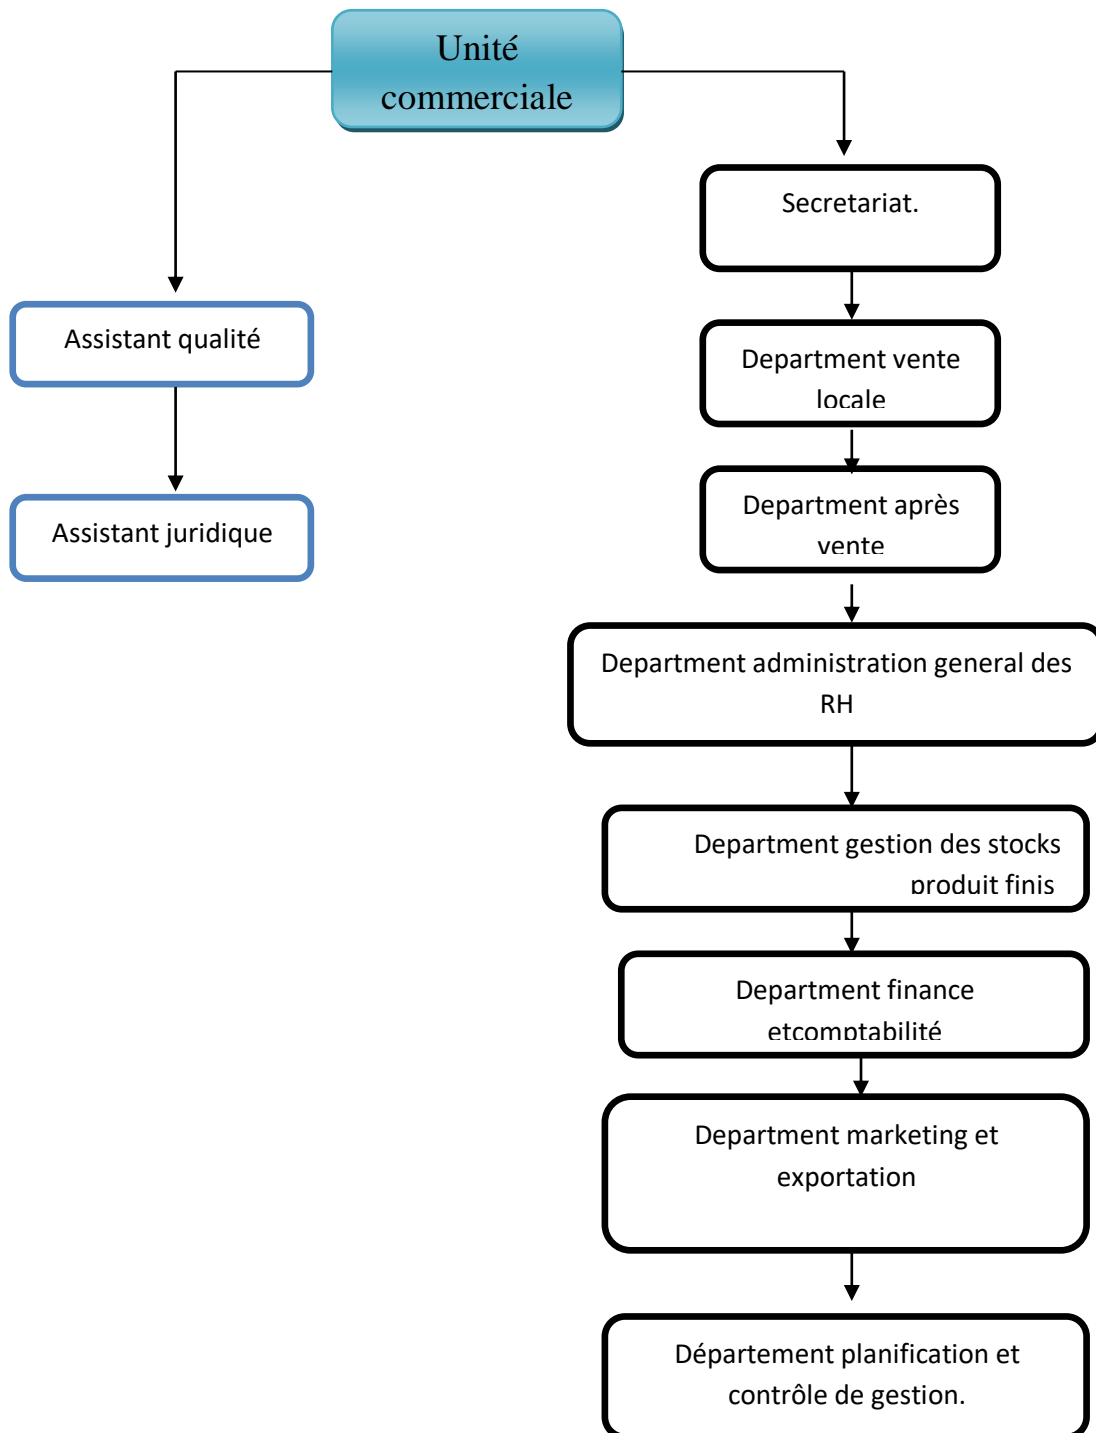 Unité
commerciale
Secretariat.
Assistant qualité
Department vente
locale
Assistant juridique
Department après
vente
Department administration general des
RH
Department gestion des stocks
produit finis
Department finance
etcomptabilité
Department marketing et
exportation
Département planification et
contrôle de gestion.